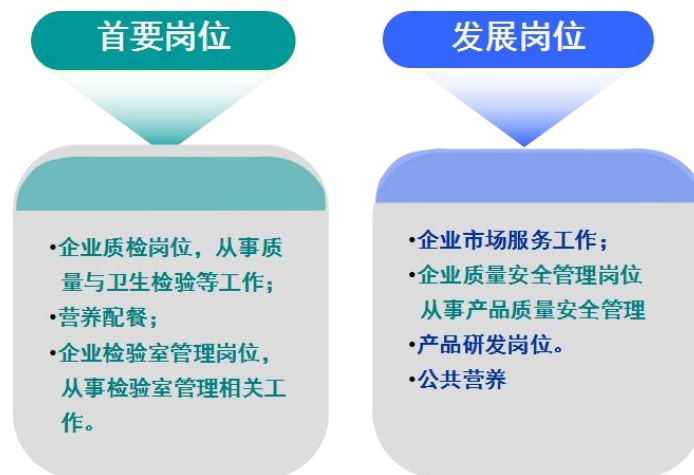 首要岗位
•企业质检岗位，从事质
量与卫生检验等工作；
•营养配餐；
•企业检验室管理岗位，
从事检验室管理相关工
作。
发展岗位
•企业市场服务工作；
•企业质量安全管理岗位
从事产品质量安全管理
•产品研发岗位。
•公共营养